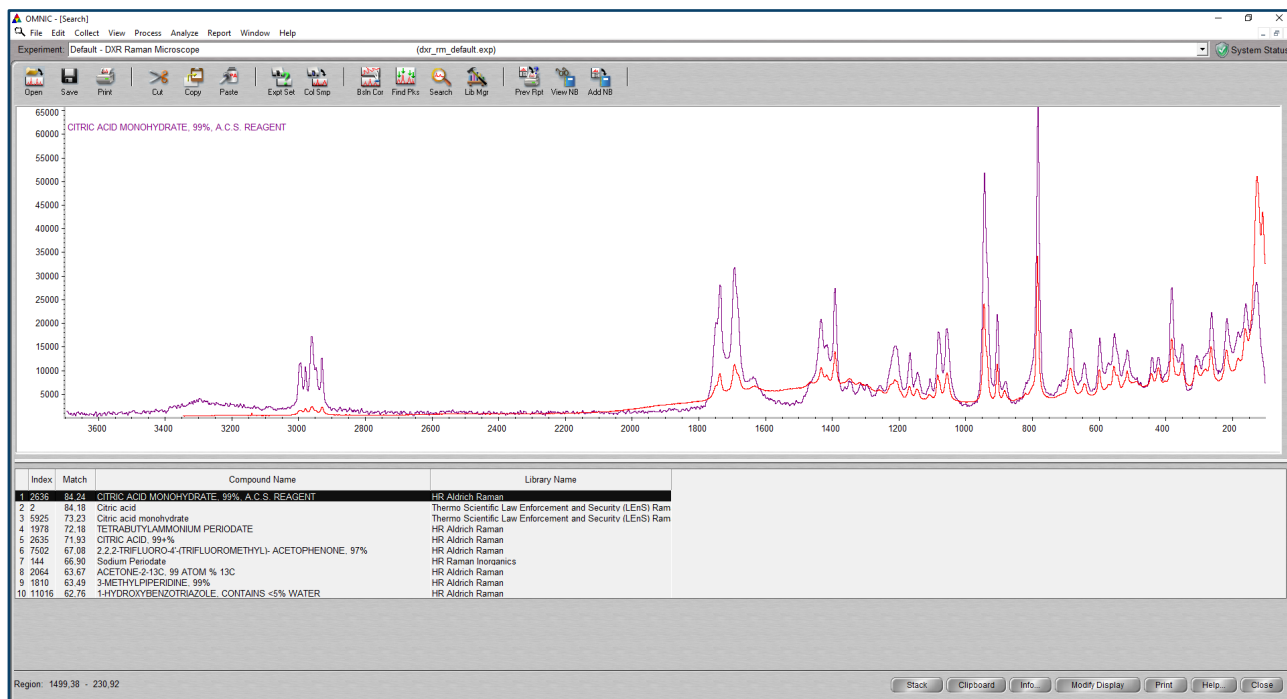 OMNIC - [Search]
File Edit Collect View Process Analyze Report Window Help
Experiment: Default - DXR Raman Microscope (dxr_rm_default.exp) System Status
Open Save Print Cut Copy Paste Expt Set Col Smp Bsln Cor Find Pks Search Lib Mgr Prev Rpt View NB Add NB
65000
CITRIC ACID MONOHYDRATE, 99%, A.C.S. REAGENT
60000
55000
50000
45000
40000
35000
30000
25000
20000
15000
10000
5000
3600 3400 3200 3000 2800 2600 2400 2200 2000 1800 1600 1400 1200 1000 800 600 400 200
Index Match Compound Name Library Name
1 2636 84.24 CITRIC ACID MONOHYDRATE, 99%, A.C.S. REAGENT HR Aldrich Raman
2 2 84.18 Citric acid Thermo Scientific Law Enforcement and Security (LEnS) Ram
3 5925 73.23 Citric acid monohydrate Thermo Scientific Law Enforcement and Security (LEnS) Ram
4 1978 72.18 TETRABUTYLAMMONIUM PERIODATE HR Aldrich Raman
5 2635 71.93 CITRIC ACID, 99+% HR Aldrich Raman
6 7502 67.08 2,2,2-TRIFLUORO-4'-(TRIFLUOROMETHYL)- ACETOPHENONE, 97% HR Aldrich Raman
7 144 66.90 Sodium Periodate HR Raman Inorganics
8 2064 63.67 ACETONE-2-13C, 99 ATOM % 13C HR Aldrich Raman
9 1810 63.49 3-METHYLPIPERIDINE, 99% HR Aldrich Raman
10 11016 62.76 1-HYDROXYBENZOTRIAZOLE, CONTAINS <5% WATER HR Aldrich Raman
Region: 1499,38 - 230,92 Stack Clipboard Info... Modify Display Print Help... Close